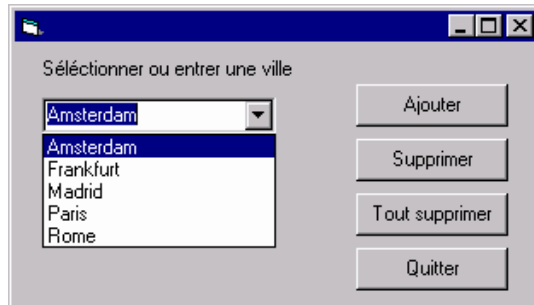 Séléctionner ou entrer une ville
Amsterdam
Amsterdam
Frankfurt
Madrid
Paris
Rome
Ajouter
Supprimer
Tout supprimer
Quitter